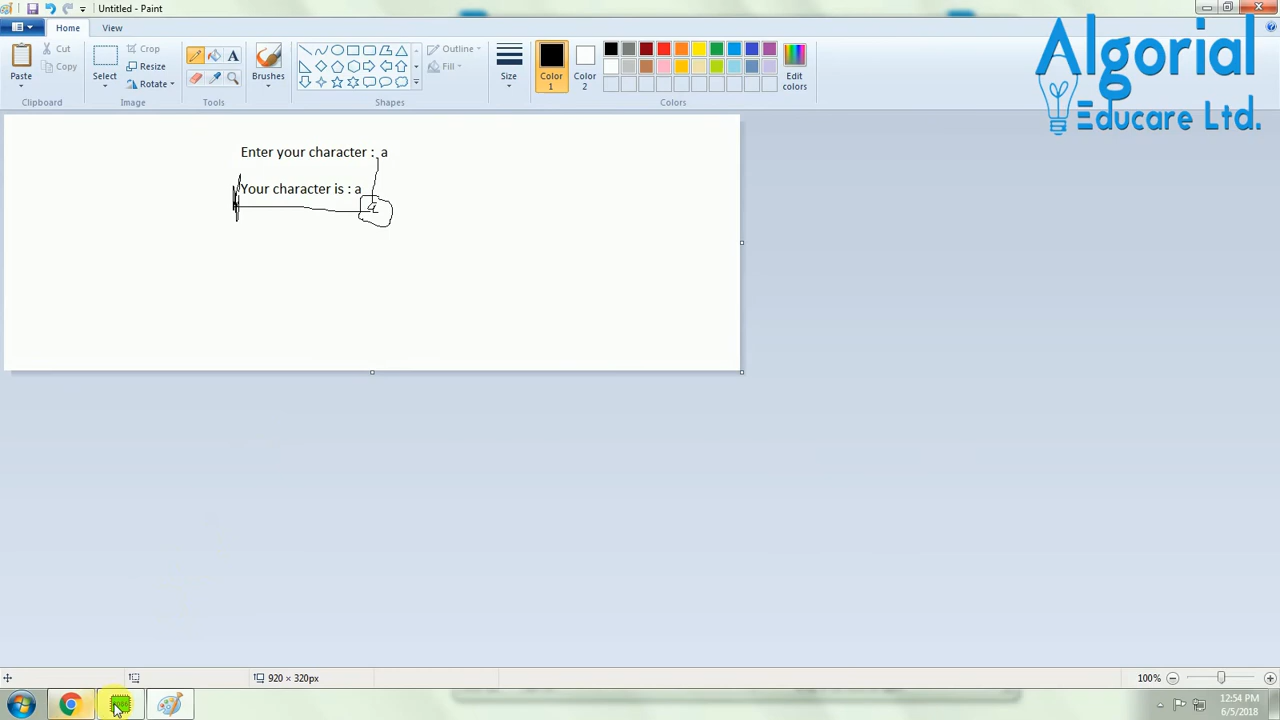 Untitled - Paint
Home
View
Paste
Cut
Copy
Clipboard
Select
Crop
Resize
Rotate
Image
Tools
Brushes
Shapes
Outline
Fill
Size
Color 1
Color 2
Colors
Edit colors
Algorial
Educare Ltd.
Enter your character : a
Your character is : a
a
920 × 320px
100%
12:54 PM
6/5/2018